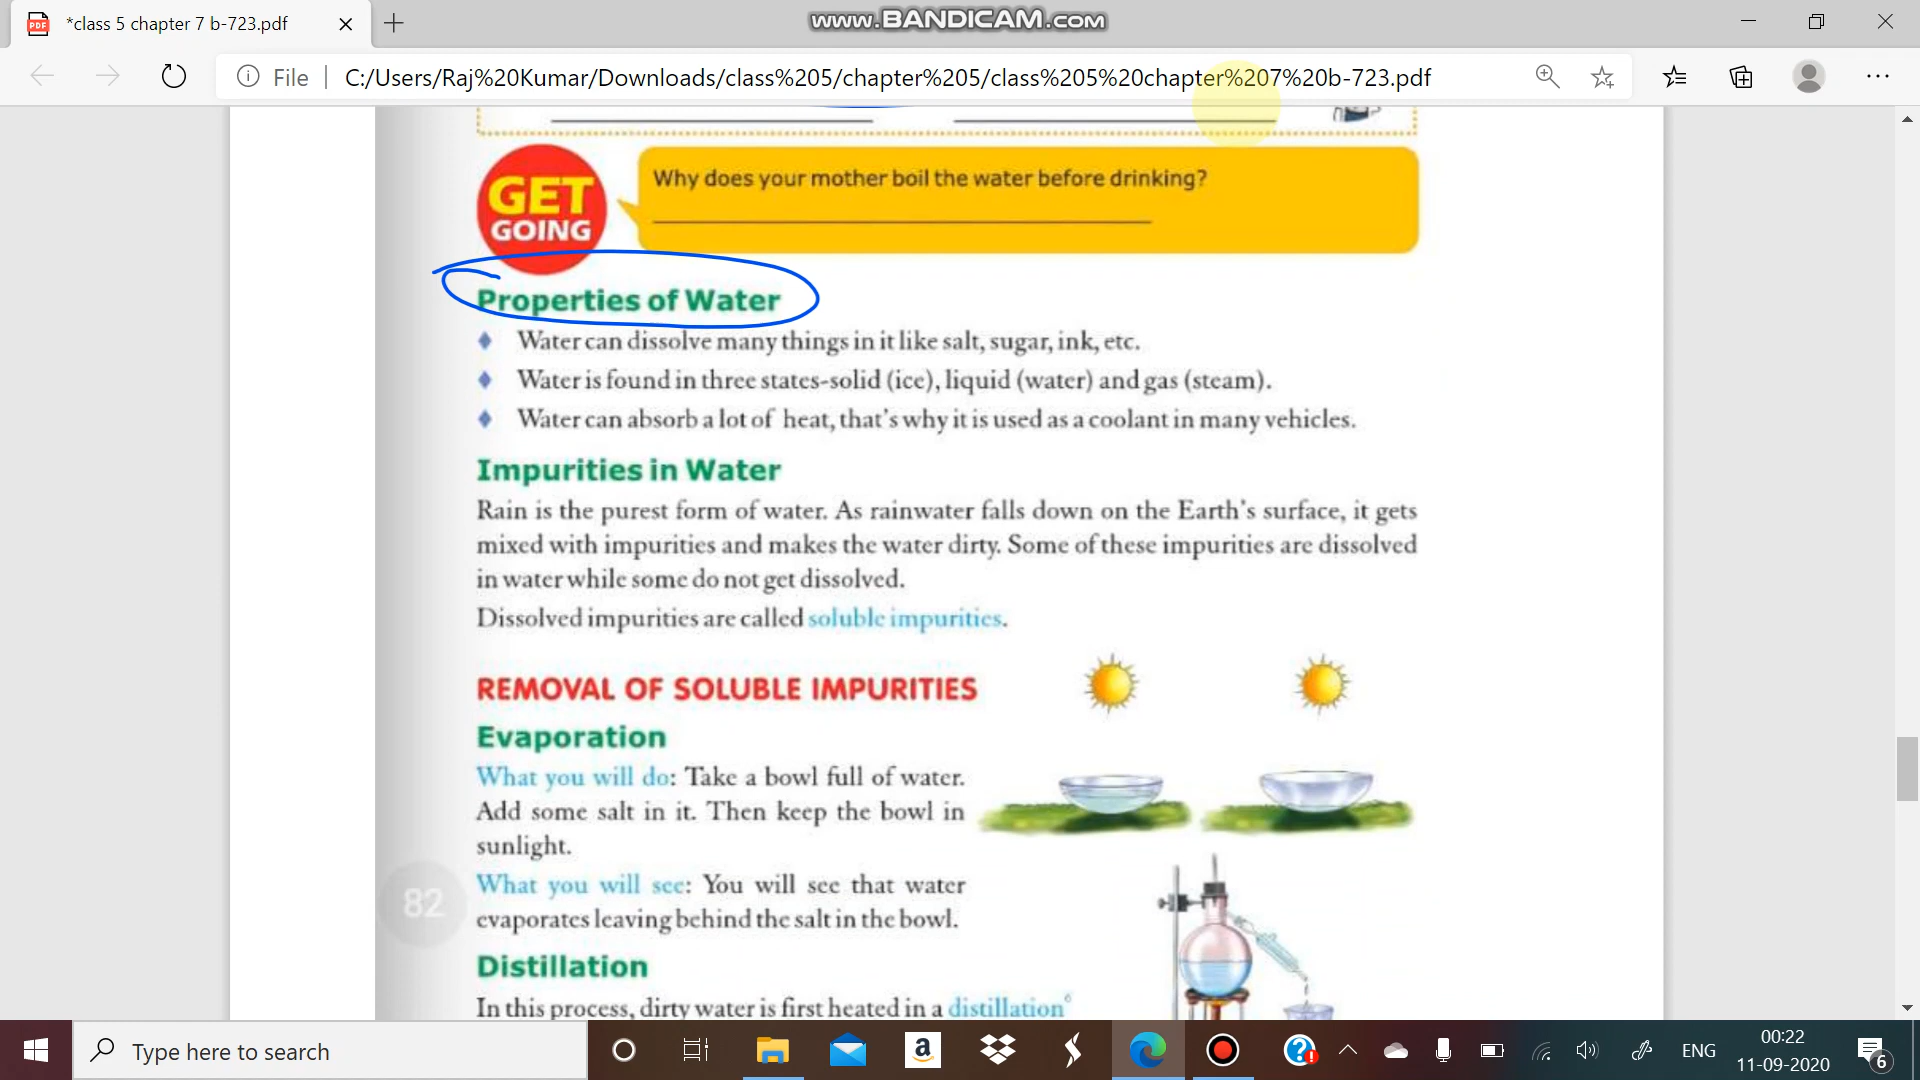 *class 5 chapter 7 b-723.pdf
www.BANDICAM.com
File
C:/Users/Raj%20Kumar/Downloads/class%205/chapter%205/class%205%20chapter%207%20b-723.pdf
GET
GOING
Why does your mother boil the water before drinking?
Properties of Water
Water can dissolve many things in it like salt, sugar, ink, etc.
Water is found in three states-solid (ice), liquid (water) and gas (steam).
Water can absorb a lot of heat, that's why it is used as a coolant in many vehicles.
Impurities in Water
Rain is the purest form of water. As rainwater falls down on the Earth's surface, it gets
mixed with impurities and makes the water dirty. Some of these impurities are dissolved
in water while some do not get dissolved.
Dissolved impurities are called soluble impurities.
REMOVAL OF SOLUBLE IMPURITIES
Evaporation
What you will do: Take a bowl full of water.
Add some salt in it. Then keep the bowl in
sunlight.
What you will see: You will see that water
evaporates leaving behind the salt in the bowl.
82
Distillation
In this process, dirty water is first heated in a distillation
Type here to search
ENG
00:22
11-09-2020
6